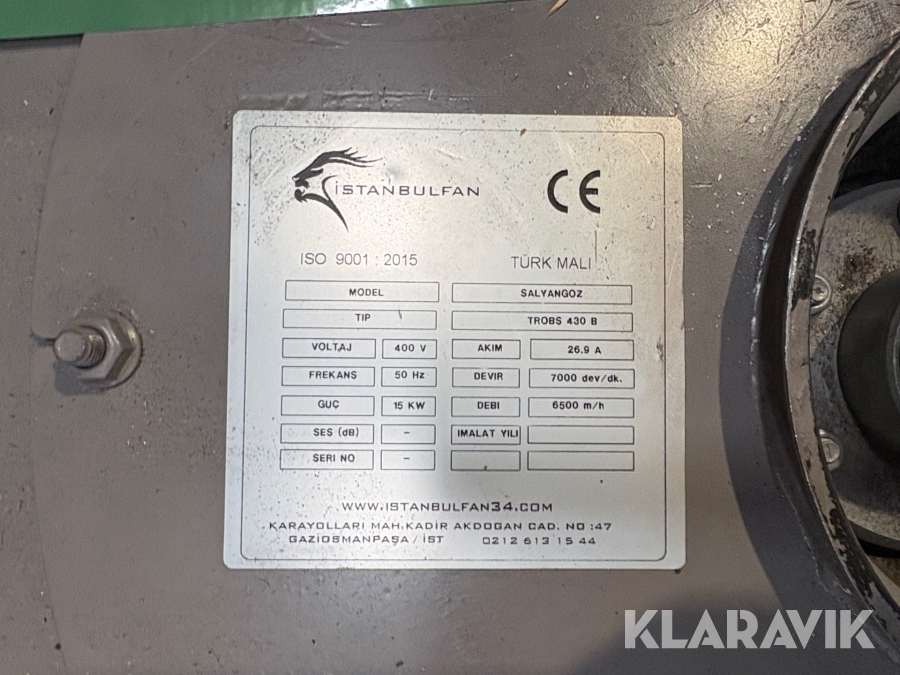 İSTANBULFAN
CE
ISO 9001 : 2015 TÜRK MALI
MODEL SALYANGOZ
TIP TROBS 430 B
VOLTAJ 400 V AKIM 26.9 A
FREKANS 50 Hz DEVIR 7000 dev/dk.
GUÇ 15 KW DEBI 6500 m/h
SES (dB) – IMALAT YILI
SERI NO –
WWW.ISTANBULFAN34.COM
KARAYOLLARI MAH.KADIR AKDOGAN CAD. NO :47
GAZIOSMANPAŞA / İST 0212 613 15 44
KLARAVIK